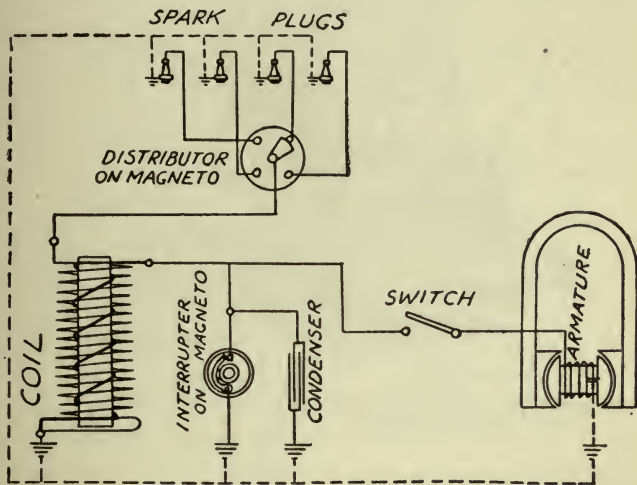 SPARK PLUGS
DISTRIBUTOR
ON MAGNETO
COIL
INTERRUPTER
ON MAGNETO
CONDENSER
SWITCH
ARMATURE